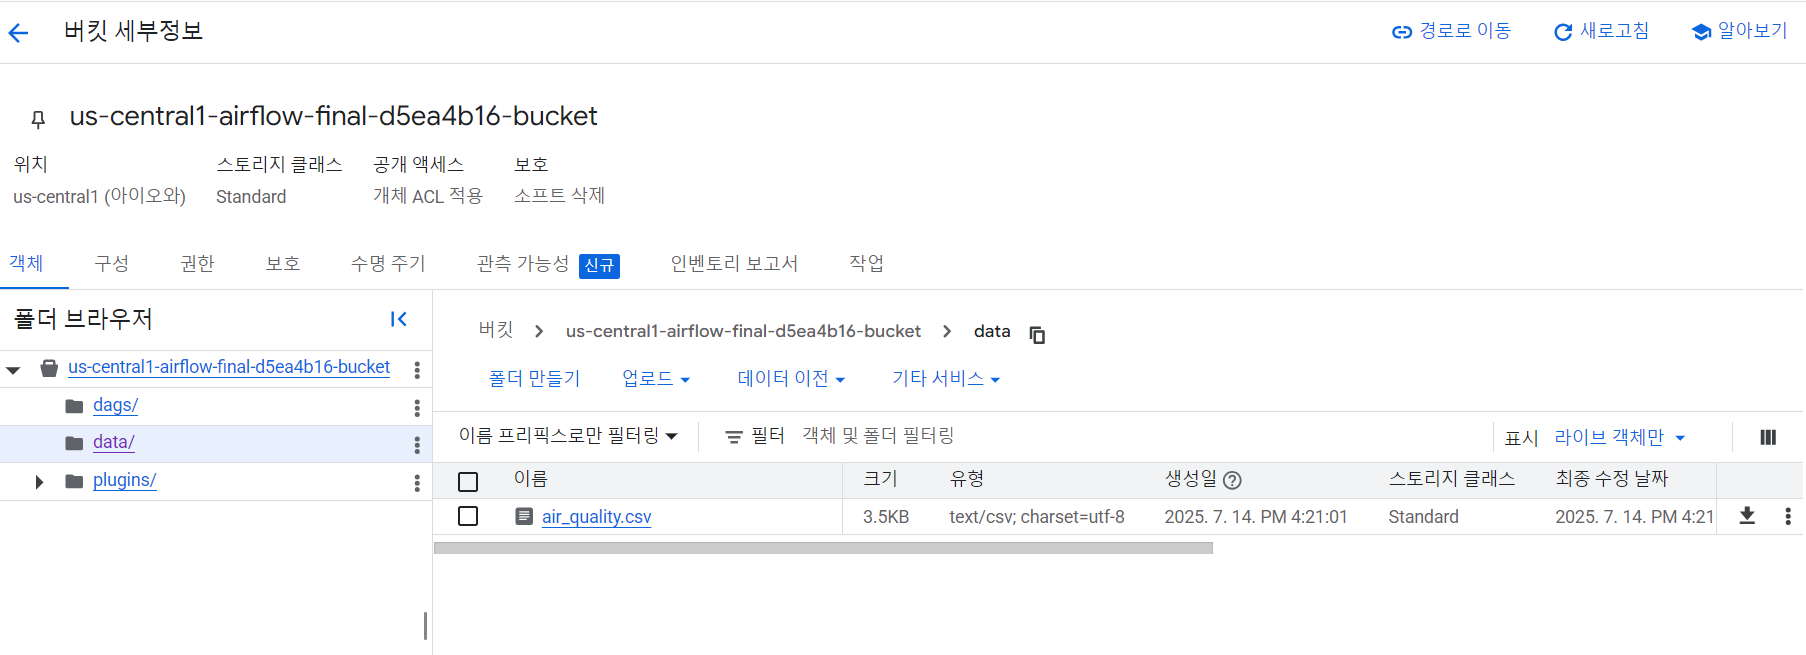 버킷 세부정보 경로로 이동 새로고침 알아보기
us-central1-airflow-final-d5ea4b16-bucket
위치 스토리지 클래스 공개 액세스 보호
us-central1 (아이오와) Standard 개체 ACL 적용 소프트 삭제
객체 구성 권한 보호 수명 주기 관측 가능성 신규 인벤토리 보고서 작업
폴더 브라우저
us-central1-airflow-final-d5ea4b16-bucket
dags/
data/
plugins/
버킷 us-central1-airflow-final-d5ea4b16-bucket data
폴더 만들기 업로드 데이터 이전 기타 서비스
이름 프리픽스로만 필터링 필터 객체 및 폴더 필터링 표시 라이브 객체만
이름 크기 유형 생성일 스토리지 클래스 최종 수정 날짜
air_quality.csv 3.5KB text/csv; charset=utf-8 2025. 7. 14. PM 4:21:01 Standard 2025. 7. 14. PM 4:21